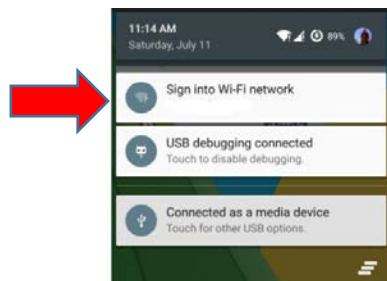 11:14 AM
89%
Saturday, July 11
Sign into Wi-Fi network
USB debugging connected
Touch to disable debugging.
Connected as a media device
Touch for other USB options.